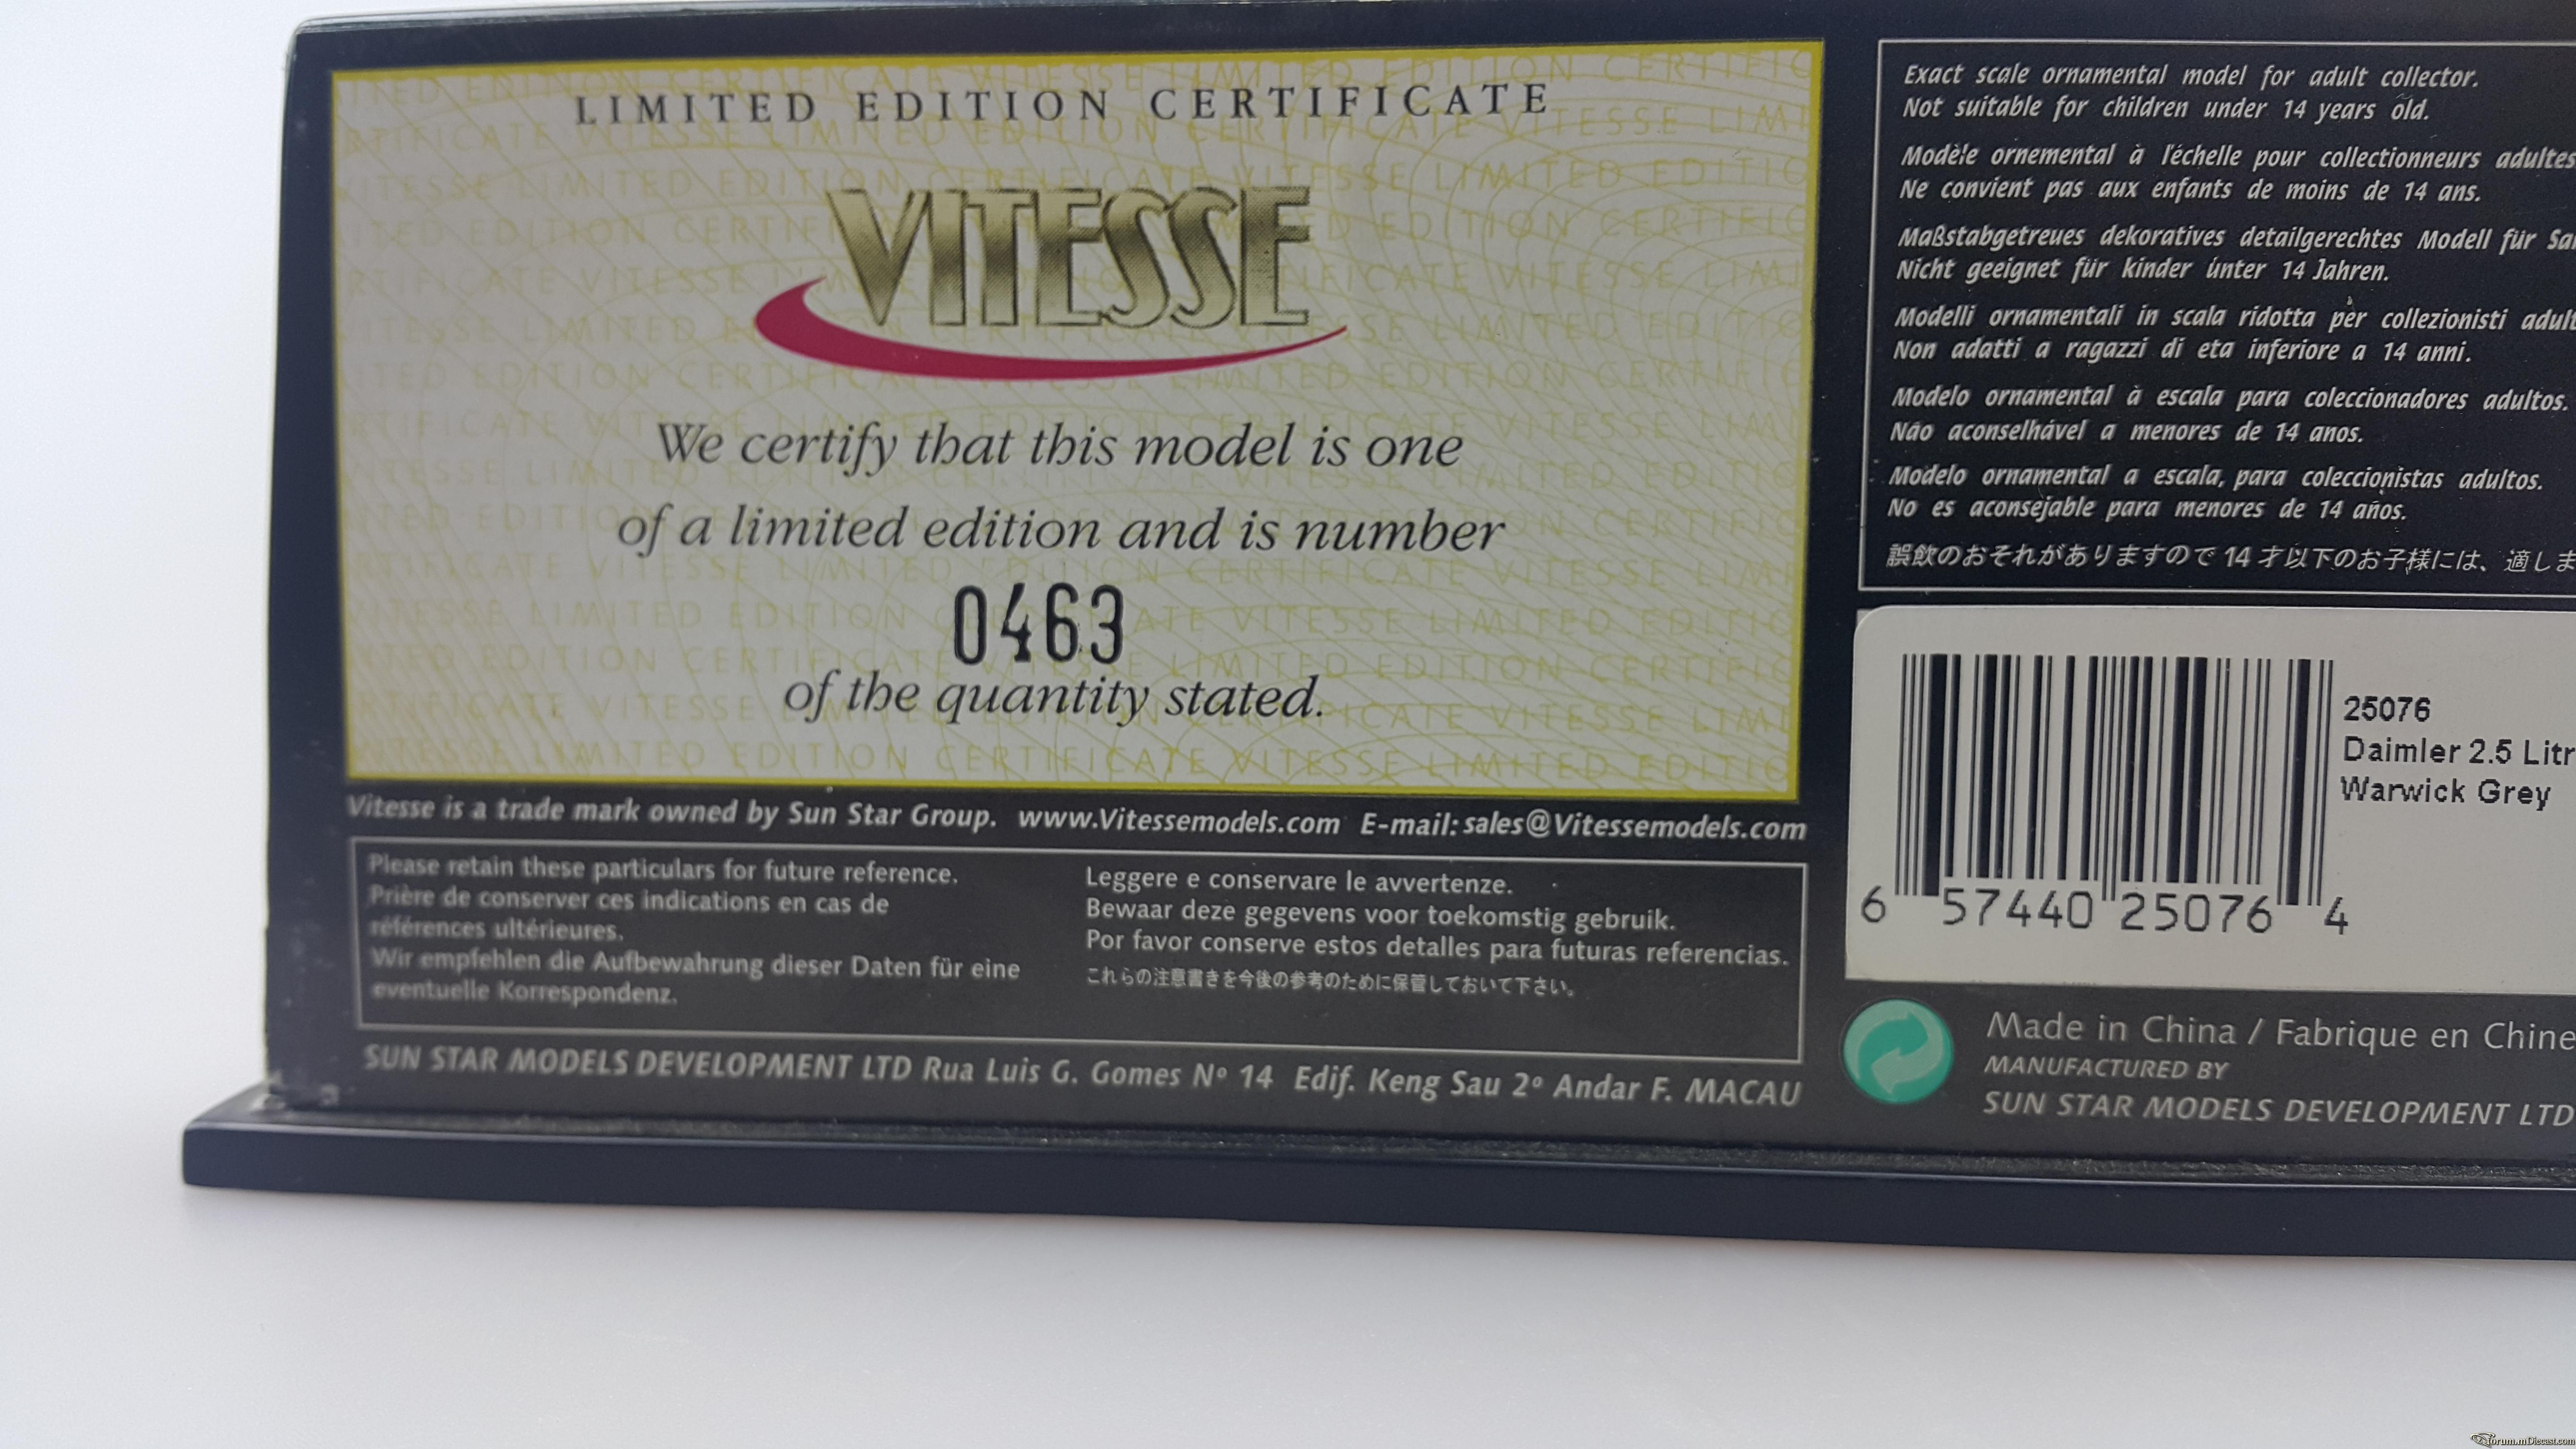 LIMITED EDITION CERTIFICATE
VITESSE
We certify that this model is one
of a limited edition and is number
0463
of the quantity stated.
Vitesse is a trade mark owned by Sun Star Group. www.Vitessemodels.com E-mail: sales@Vitessemodels.com
Please retain these particulars for future reference.
Prière de conserver ces indications en cas de
références ultérieures.
Wir empfehlen die Aufbewahrung dieser Daten für eine
eventuelle Korrespondenz.
Leggere e conservare le avvertenze.
Bewaar deze gegevens voor toekomstig gebruik.
Por favor conserve estos detalles para futuras referencias.
これらの注意書きを今後の参考のために保管しておいて下さい。
SUN STAR MODELS DEVELOPMENT LTD Rua Luis G. Gomes Nº 14 Edif. Keng Sau 2º Andar F. MACAU
Exact scale ornamental model for adult collector.
Not suitable for children under 14 years old.
Modèle ornemental à l'échelle pour collectionneurs adultes
Ne convient pas aux enfants de moins de 14 ans.
Maßstabgetreues dekoratives detailgerechtes Modell für
Nicht geeignet für kinder únter 14 Jahren.
Modelli ornamentali in scala ridotta per collezionisti
Non adatti a ragazzi di eta inferiore a 14 anni.
Modelo ornamental à escala para coleccionadores adultos.
Não aconselhável a menores de 14 anos.
Modelo ornamental a escala, para coleccionistas adultos.
No es aconsejable para menores de 14 años.
誤飲のおそれがありますので 14 才以下のお子様には、適しま
25076
Daimler 2.5 Litr
Warwick Grey
6 57440 25076 4
Made in China / Fabrique en Chine
MANUFACTURED BY
SUN STAR MODELS DEVELOPMENT LTD
forum.mDiecast.com